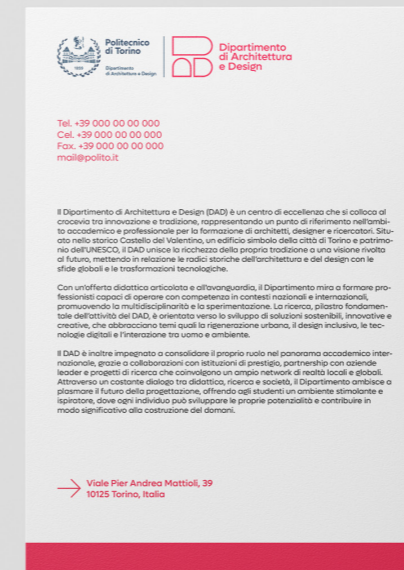 Politecnico
di Torino
Dipartimento
di Architettura e Design
1859
Dipartimento
di Architettura
e Design
Tel. +39 000 00 00 000
Cel. +39 000 00 00 000
Fax. +39 000 00 00 000
mail@polito.it
Il Dipartimento di Architettura e Design (DAD) è un centro di eccellenza che si colloca al
crocevia tra innovazione e tradizione, rappresentando un punto di riferimento nell'ambi-
to accademico e professionale per la formazione di architetti, designer e ricercatori. Situ-
ato nello storico Castello del Valentino, un edificio simbolo della città di Torino e patrimo-
nio dell'UNESCO, il DAD unisce la ricchezza della propria tradizione a una visione rivolta
al futuro, mettendo in relazione le radici storiche dell'architettura e del design con le
sfide globali e le trasformazioni tecnologiche.
Con un'offerta didattica articolata e all'avanguardia, il Dipartimento mira a formare pro-
fessionisti capaci di operare con competenza in contesti nazionali e internazionali,
promuovendo la multidisciplinarità e la sperimentazione. La ricerca, pilastro fondamen-
tale dell'attività del DAD, è orientata verso lo sviluppo di soluzioni sostenibili, innovative e
creative, che abbracciano temi quali la rigenerazione urbana, il design inclusivo, le tec-
nologie digitali e l'interazione tra uomo e ambiente.
Il DAD è inoltre impegnato a consolidare il proprio ruolo nel panorama accademico inter-
nazionale, grazie a collaborazioni con istituzioni di prestigio, partnership con aziende
leader e progetti di ricerca che coinvolgono un ampio network di realtà locali e globali.
Attraverso un costante dialogo tra didattica, ricerca e società, il Dipartimento ambisce a
plasmare il futuro della progettazione, offrendo agli studenti un ambiente stimolante e
ispiratore, dove ogni individuo può sviluppare le proprie potenzialità e contribuire in
modo significativo alla costruzione del domani.
Viale Pier Andrea Mattioli, 39
10125 Torino, Italia